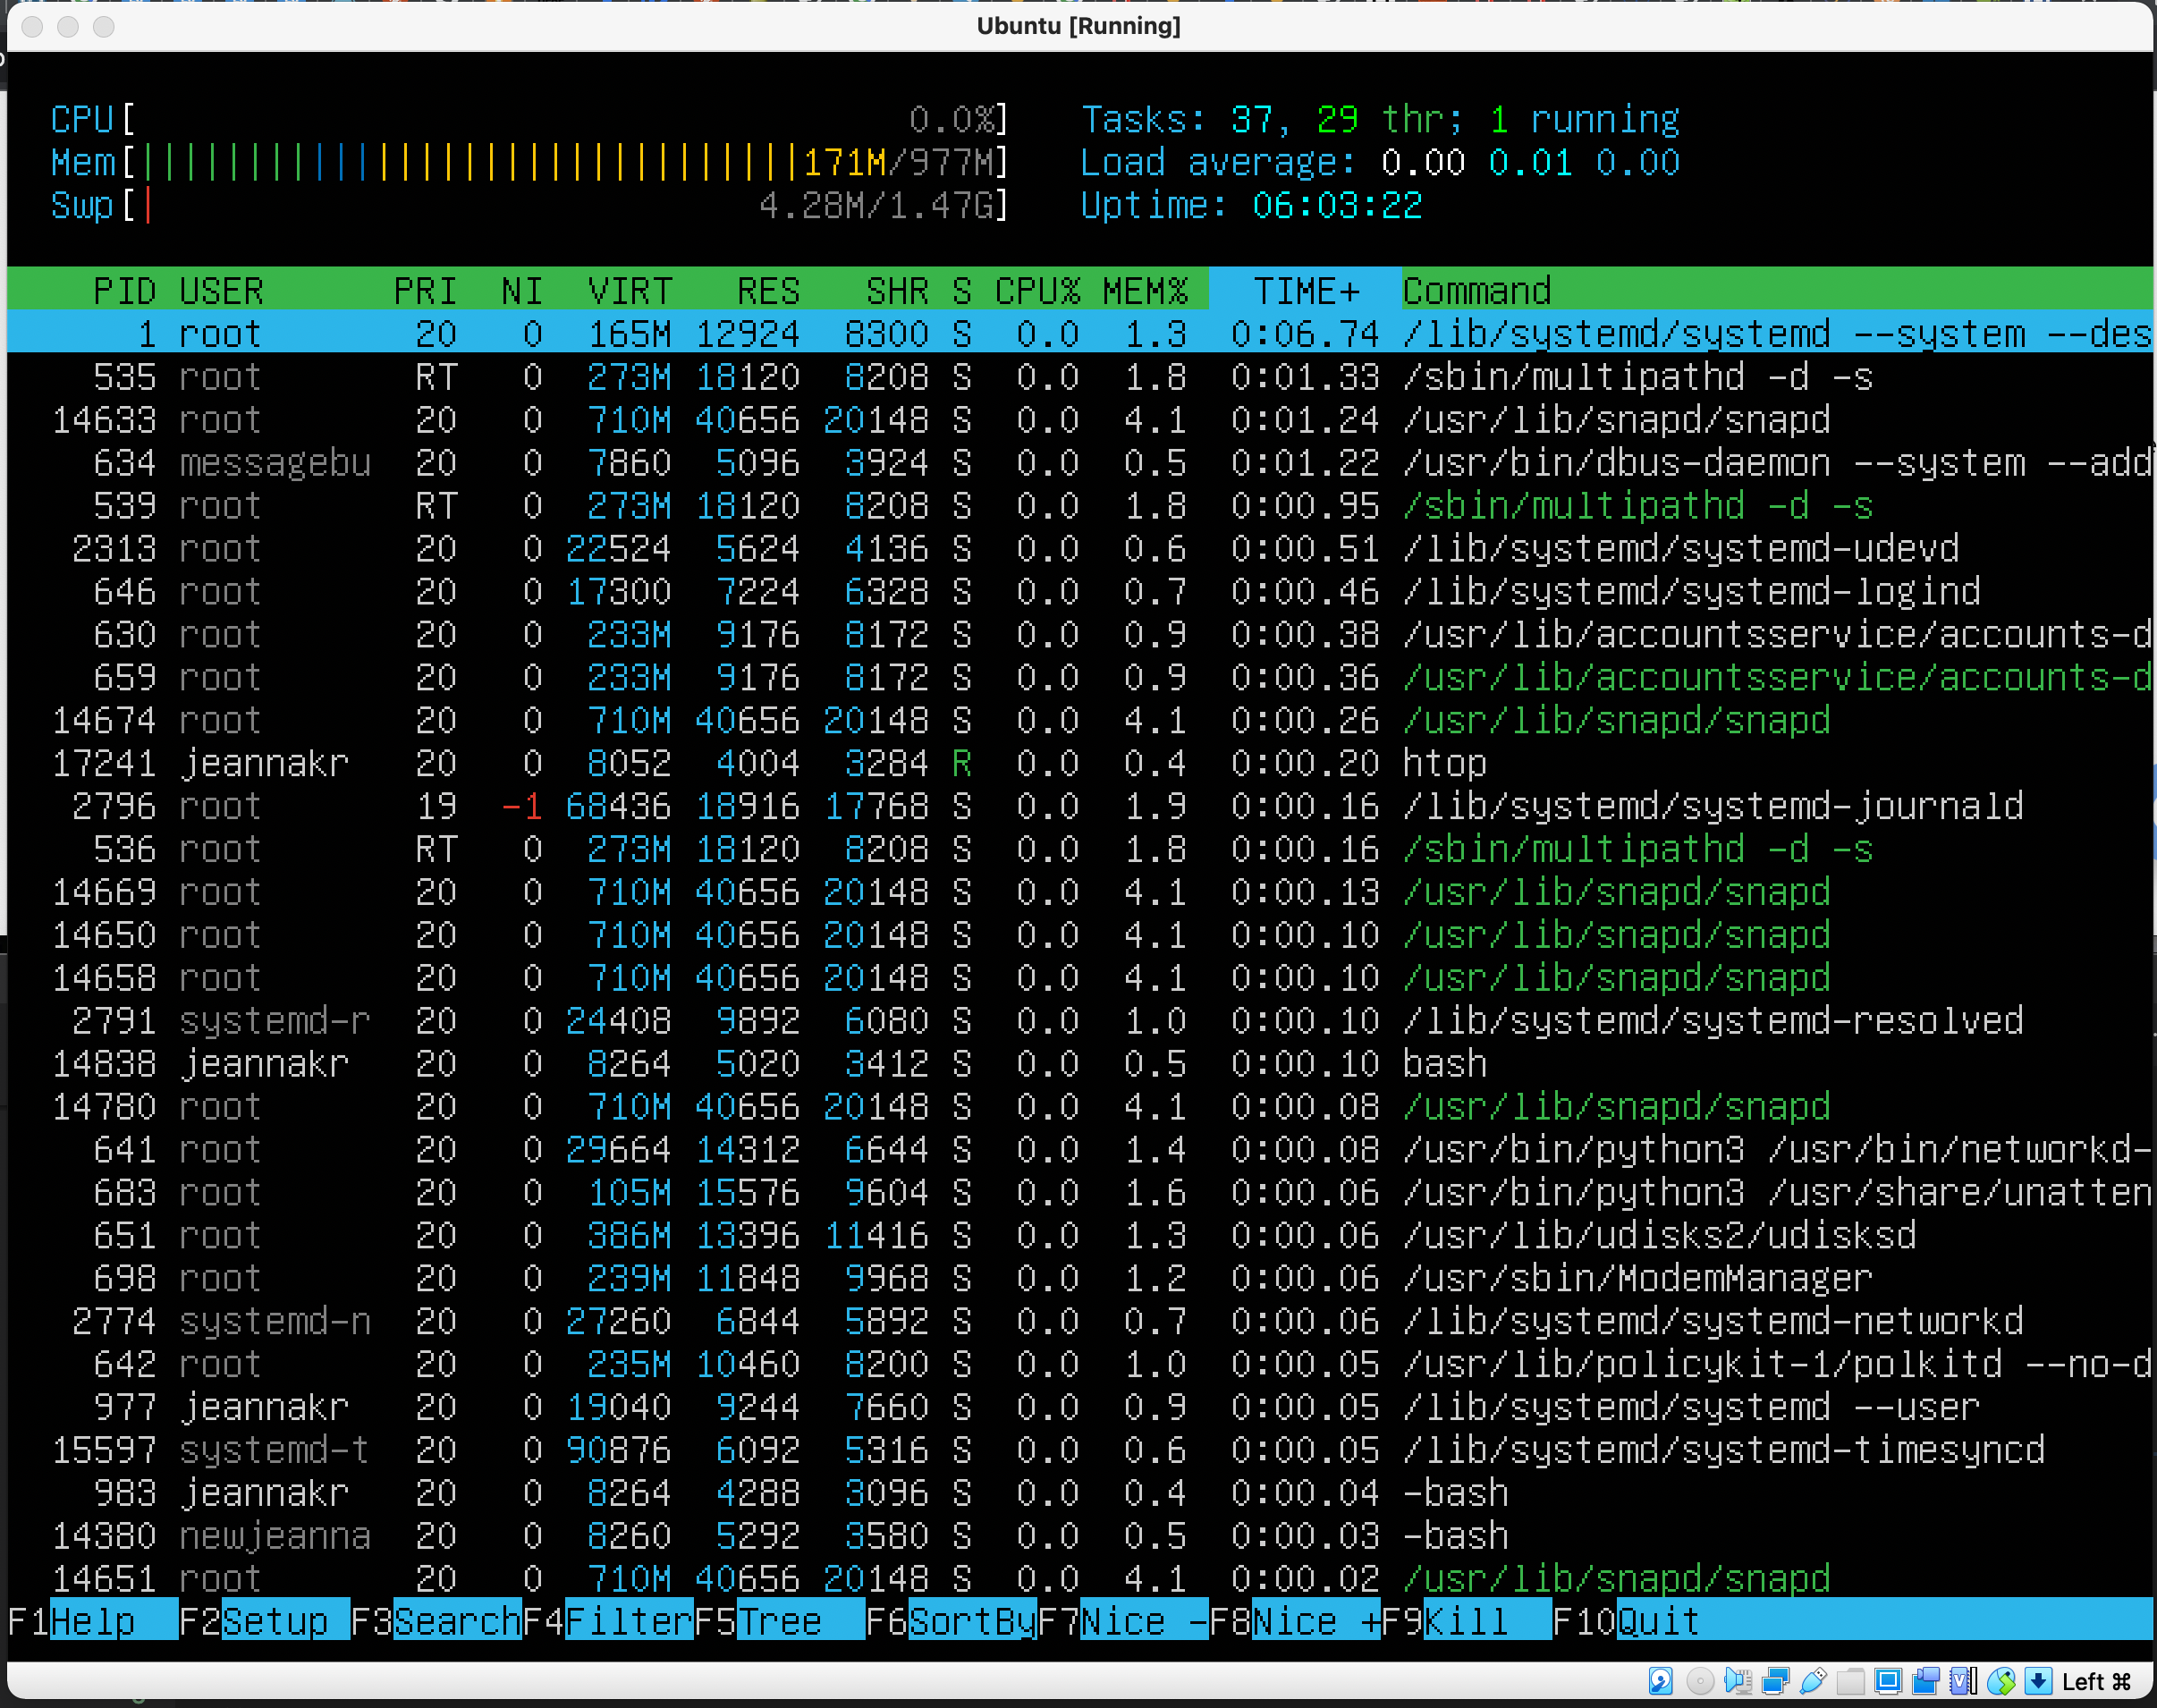 Ubuntu [Running]
CPU[ 0.0%] Tasks: 37, 29 thr; 1 running
Mem[||||||||||||||||||||||||||||||||171M/977M] Load average: 0.00 0.01 0.00
Swp[| 4.28M/1.47G] Uptime: 06:03:22
PID USER PRI NI VIRT RES SHR S CPU% MEM% TIME+ Command
1 root 20 0 165M 12924 8300 S 0.0 1.3 0:06.74 /lib/systemd/systemd --system --des
535 root RT 0 273M 18120 8208 S 0.0 1.8 0:01.33 /sbin/multipathd -d -s
14633 root 20 0 710M 40656 20148 S 0.0 4.1 0:01.24 /usr/lib/snapd/snapd
634 messagebu 20 0 7860 5096 3924 S 0.0 0.5 0:01.22 /usr/bin/dbus-daemon --system --add
539 root RT 0 273M 18120 8208 S 0.0 1.8 0:00.95 /sbin/multipathd -d -s
2313 root 20 0 22524 5624 4136 S 0.0 0.6 0:00.51 /lib/systemd/systemd-udevd
646 root 20 0 17300 7224 6328 S 0.0 0.7 0:00.46 /lib/systemd/systemd-logind
630 root 20 0 233M 9176 8172 S 0.0 0.9 0:00.38 /usr/lib/accountsservice/accounts-d
659 root 20 0 233M 9176 8172 S 0.0 0.9 0:00.36 /usr/lib/accountsservice/accounts-d
14674 root 20 0 710M 40656 20148 S 0.0 4.1 0:00.26 /usr/lib/snapd/snapd
17241 jeannakr 20 0 8052 4004 3284 R 0.0 0.4 0:00.20 htop
2796 root 19 -1 68436 18916 17768 S 0.0 1.9 0:00.16 /lib/systemd/systemd-journald
536 root RT 0 273M 18120 8208 S 0.0 1.8 0:00.16 /sbin/multipathd -d -s
14669 root 20 0 710M 40656 20148 S 0.0 4.1 0:00.13 /usr/lib/snapd/snapd
14650 root 20 0 710M 40656 20148 S 0.0 4.1 0:00.10 /usr/lib/snapd/snapd
14658 root 20 0 710M 40656 20148 S 0.0 4.1 0:00.10 /usr/lib/snapd/snapd
2791 systemd-r 20 0 24408 9892 6080 S 0.0 1.0 0:00.10 /lib/systemd/systemd-resolved
14838 jeannakr 20 0 8264 5020 3412 S 0.0 0.5 0:00.10 bash
14780 root 20 0 710M 40656 20148 S 0.0 4.1 0:00.08 /usr/lib/snapd/snapd
641 root 20 0 29664 14312 6644 S 0.0 1.4 0:00.08 /usr/bin/python3 /usr/bin/networkd-
683 root 20 0 105M 15576 9604 S 0.0 1.6 0:00.06 /usr/bin/python3 /usr/share/unatten
651 root 20 0 386M 13396 11416 S 0.0 1.3 0:00.06 /usr/lib/udisks2/udisksd
698 root 20 0 239M 11848 9968 S 0.0 1.2 0:00.06 /usr/sbin/ModemManager
2774 systemd-n 20 0 27260 6844 5892 S 0.0 0.7 0:00.06 /lib/systemd/systemd-networkd
642 root 20 0 235M 10460 8200 S 0.0 1.0 0:00.05 /usr/lib/policykit-1/polkitd --no-d
977 jeannakr 20 0 19040 9244 7660 S 0.0 0.9 0:00.05 /lib/systemd/systemd --user
15597 systemd-t 20 0 90876 6092 5316 S 0.0 0.6 0:00.05 /lib/systemd/systemd-timesyncd
983 jeannakr 20 0 8264 4288 3096 S 0.0 0.4 0:00.04 -bash
14380 newjeanna 20 0 8260 5292 3580 S 0.0 0.5 0:00.03 -bash
14651 root 20 0 710M 40656 20148 S 0.0 4.1 0:00.02 /usr/lib/snapd/snapd
F1Help F2Setup F3SearchF4FilterF5Tree F6SortByF7Nice -F8Nice +F9Kill F10Quit
Left ⌘